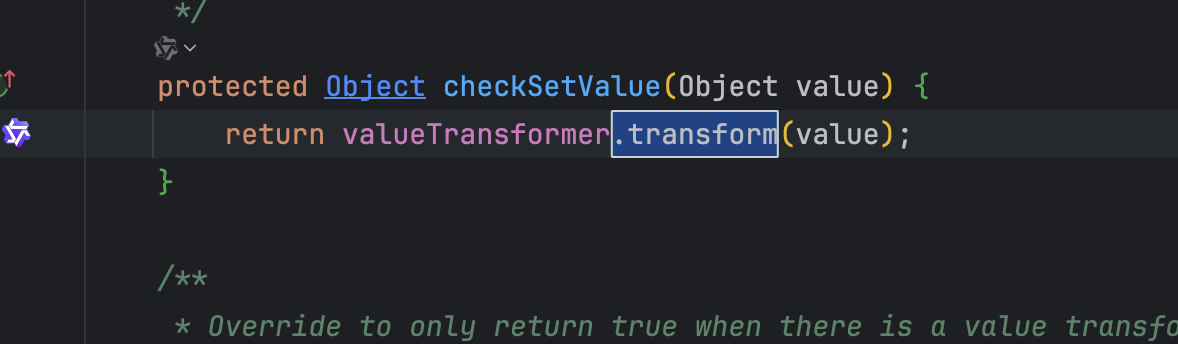 */
protected Object checkSetValue(Object value) {
return valueTransformer.transform(value);
}
/**
* Override to only return true when there is a value transfo